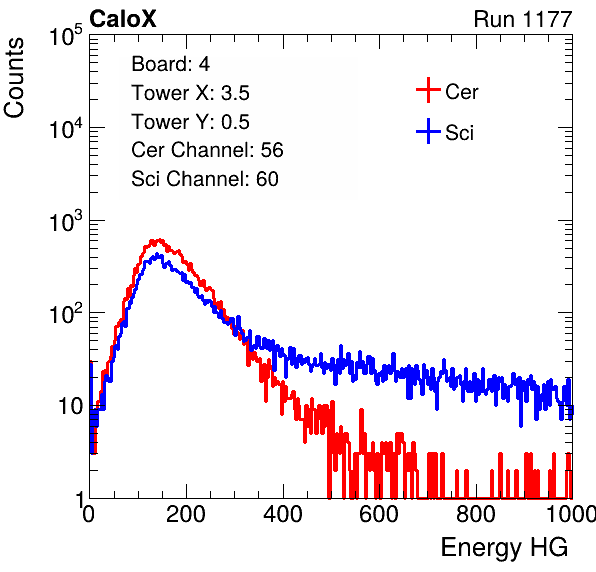 CaloX Run 1177
Counts
Board: 4
Tower X: 3.5
Tower Y: 0.5
Cer Channel: 56
Sci Channel: 60
Cer
Sci
10^5
10^4
10^3
10^2
10
1
0 200 400 600 800 1000
Energy HG